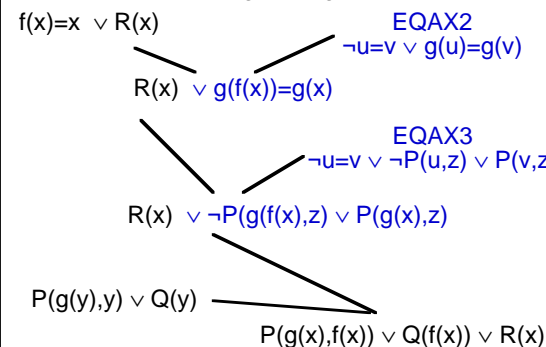 f(x)=x ∨ R(x)
EQAX2
¬u=v ∨ g(u)=g(v)
R(x) ∨ g(f(x))=g(x)
EQAX3
¬u=v ∨ ¬P(u,z) ∨ P(v,z
R(x) ∨ ¬P(g(f(x),z) ∨ P(g(x),z)
P(g(y),y) ∨ Q(y)
P(g(x),f(x)) ∨ Q(f(x)) ∨ R(x)